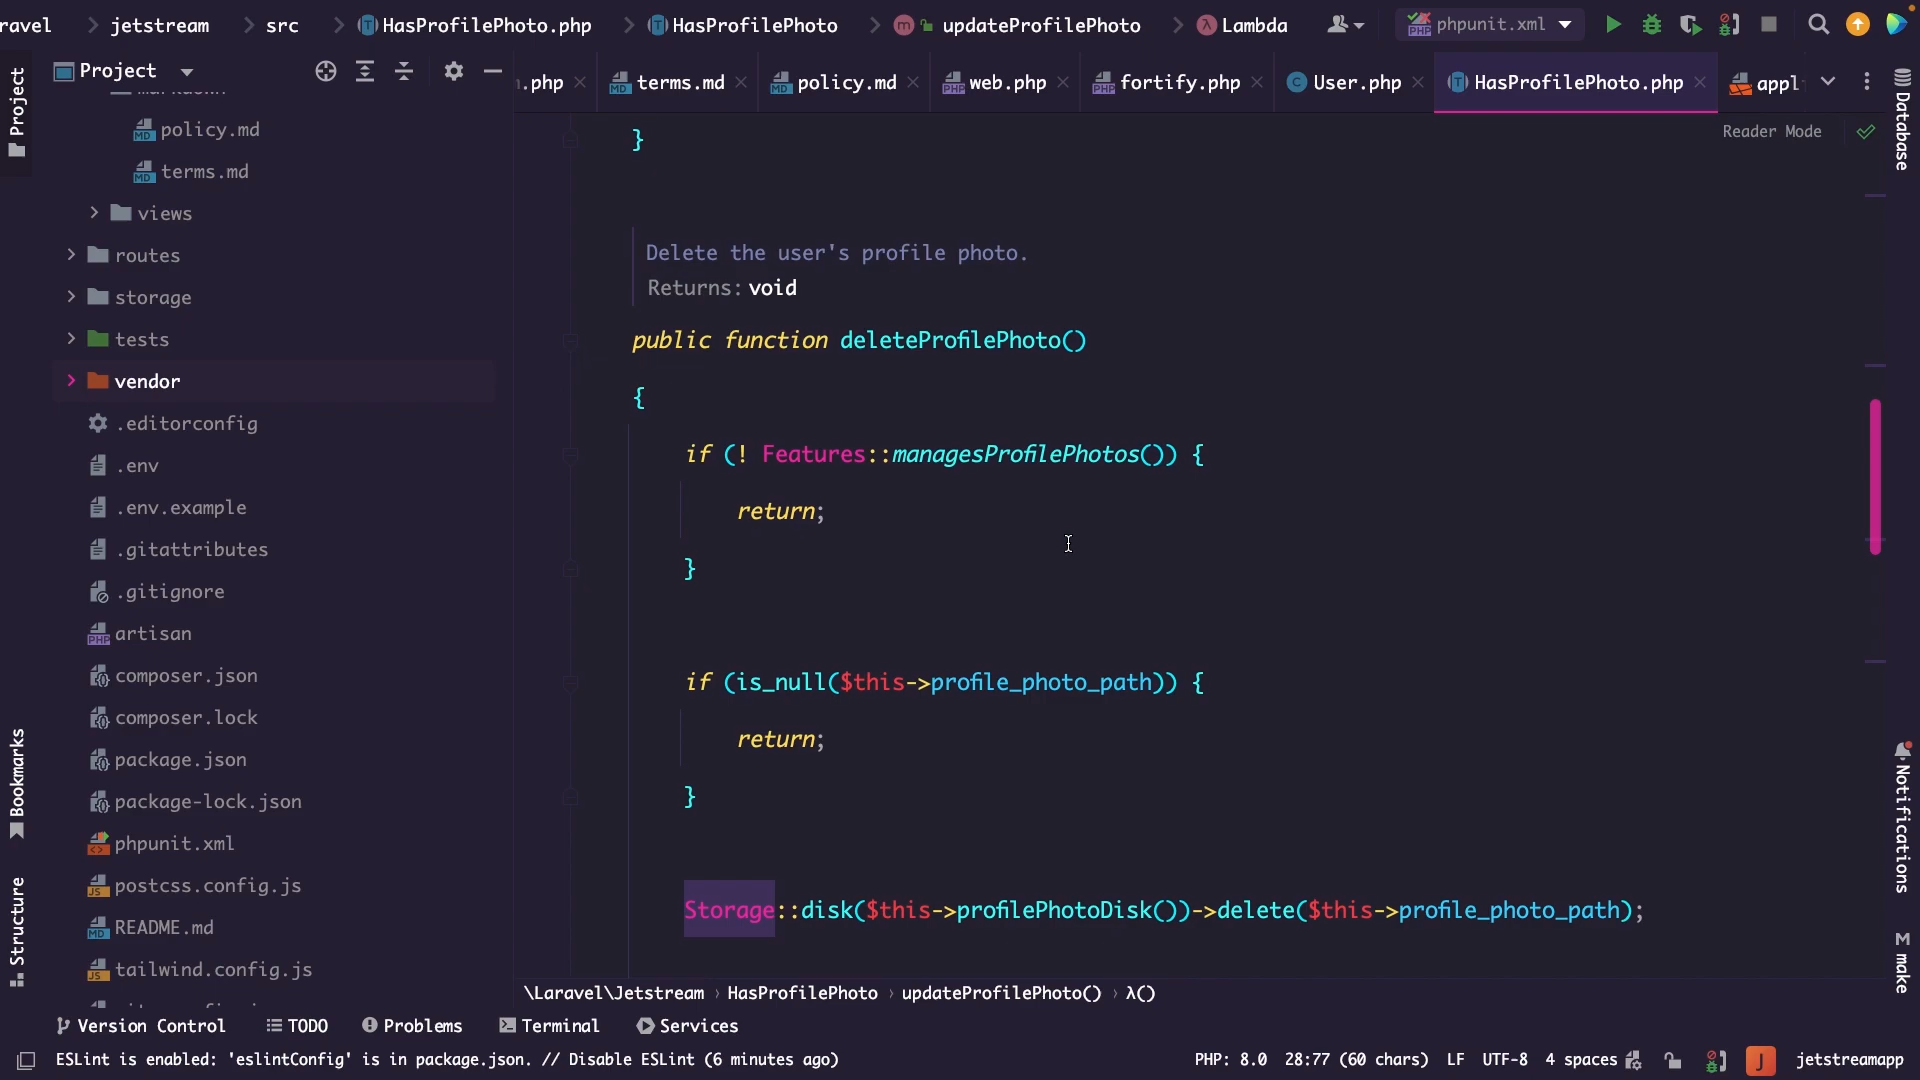 ravel
jetstream
src
HasProfilePhoto.php
HasProfilePhoto
updateProfilePhoto
Lambda
phpunit.xml
Project
.php
terms.md
policy.md
web.php
fortify.php
User.php
HasProfilePhoto.php
appl
Project
Database
Reader Mode
policy.md
terms.md
views
routes
storage
tests
vendor
.editorconfig
.env
.env.example
.gitattributes
.gitignore
artisan
composer.json
composer.lock
package.json
package-lock.json
phpunit.xml
postcss.config.js
README.md
tailwind.config.js
Bookmarks
Structure
}
Delete the user's profile photo.
Returns: void
public function deleteProfilePhoto()
{
if (! Features::managesProfilePhotos()) {
return;
}
if (is_null($this->profile_photo_path)) {
return;
}
Storage::disk($this->profilePhotoDisk())->delete($this->profile_photo_path);
Notifications
M make
\Laravel\Jetstream › HasProfilePhoto › updateProfilePhoto() › λ()
Version Control
TODO
Problems
Terminal
Services
ESLint is enabled: 'eslintConfig' is in package.json. // Disable ESLint (6 minutes ago)
PHP: 8.0
28:77 (60 chars)
LF
UTF-8
4 spaces
J
jetstreamapp